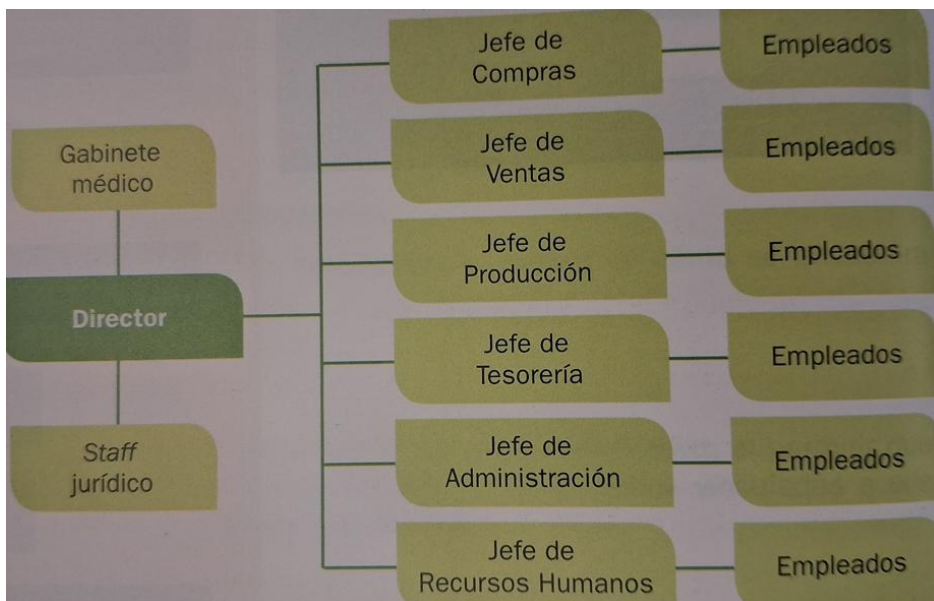 Gabinete
médico
Director
Staff
jurídico
Jefe de
Compras
Empleados
Jefe de
Ventas
Empleados
Jefe de
Producción
Empleados
Jefe de
Tesorería
Empleados
Jefe de
Administración
Empleados
Jefe de
Recursos Humanos
Empleados